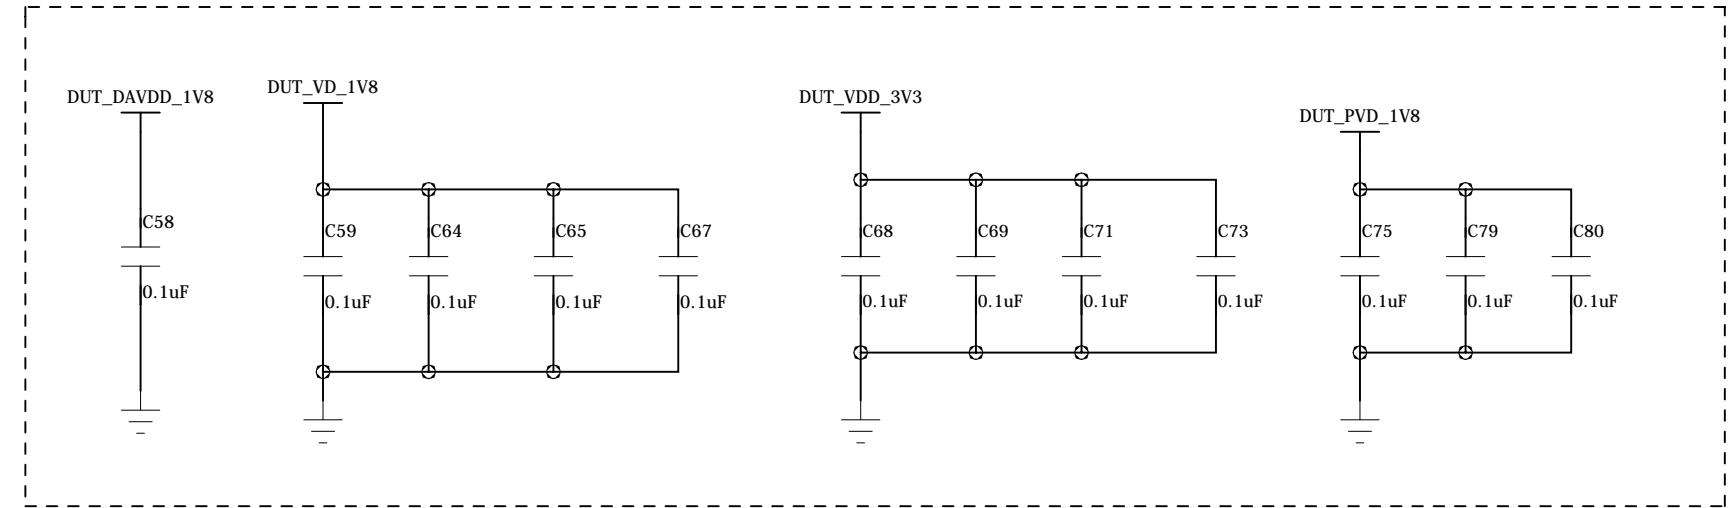 DUT_DAVDD_1V8
C58
0.1uF
DUT_VD_1V8
C59
0.1uF
C64
0.1uF
C65
0.1uF
C67
0.1uF
DUT_VDD_3V3
C68
0.1uF
C69
0.1uF
C71
0.1uF
C73
0.1uF
DUT_PVD_1V8
C75
0.1uF
C79
0.1uF
C80
0.1uF